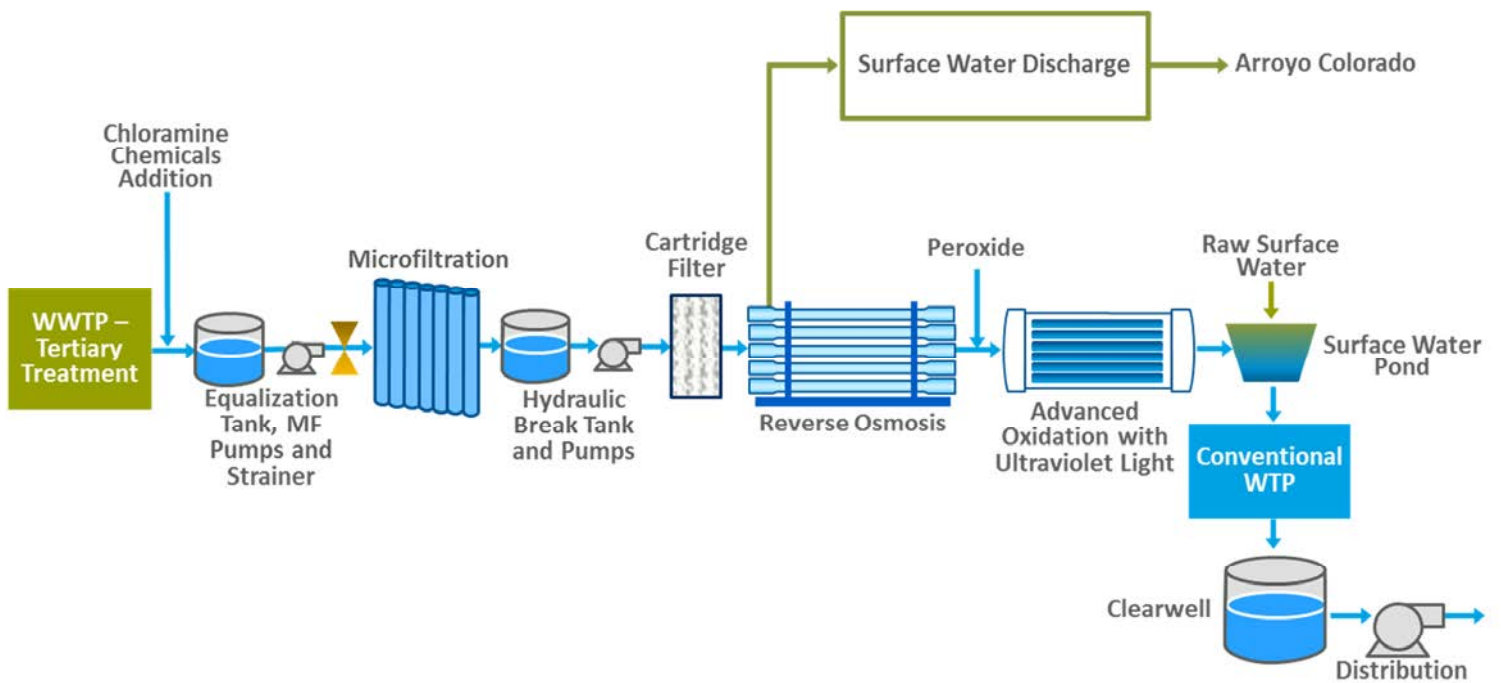 Surface Water Discharge
Arroyo Colorado
Chloramine
Chemicals
Addition
WWTP –
Tertiary
Treatment
Equalization
Tank, MF
Pumps and
Strainer
Microfiltration
Hydraulic
Break Tank
and Pumps
Cartridge
Filter
Reverse Osmosis
Peroxide
Advanced
Oxidation with
Ultraviolet Light
Raw Surface
Water
Surface Water
Pond
Conventional
WTP
Clearwell
Distribution